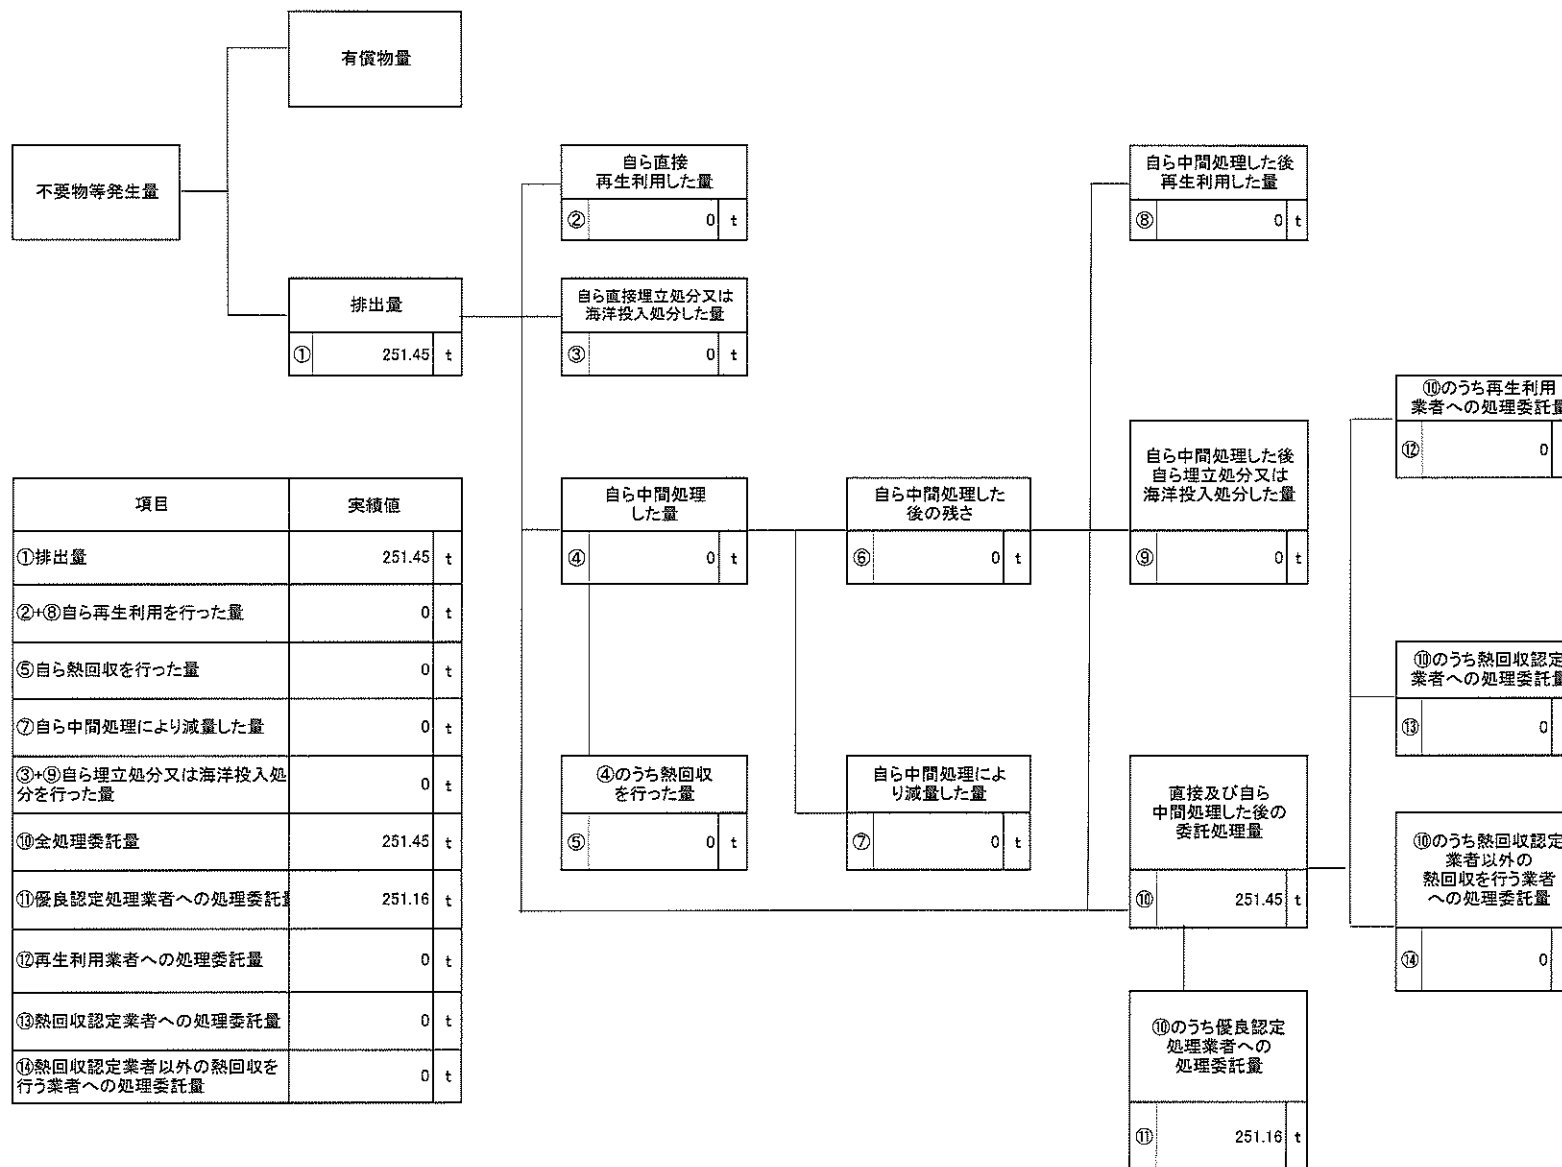 有償物量
不要物等発生量
排出量
① 251.45 t
自ら直接
再生利用した量
② 0 t
自ら直接埋立処分又は
海洋投入処分した量
③ 0 t
自ら中間処理
した量
④ 0 t
④のうち熱回収
を行った量
⑤ 0 t
自ら中間処理した
後の残さ
⑥ 0 t
自ら中間処理によ
り減量した量
⑦ 0 t
自ら中間処理した後
再生利用した量
⑧ 0 t
自ら中間処理した後
自ら埋立処分又は
海洋投入処分した量
⑨ 0 t
直接及び自ら
中間処理した後の
委託処理量
⑩ 251.45 t
⑩のうち優良認定
処理業者への
処理委託量
⑪ 251.16 t
⑩のうち再生利用
業者への処理委託量
⑫ 0
⑩のうち熱回収認定
業者への処理委託量
⑬ 0
⑩のうち熱回収認定
業者以外の
熱回収を行う業者
への処理委託量
⑭ 0
項目 実績値
①排出量 251.45 t
②+⑧自ら再生利用を行った量 0 t
⑤自ら熱回収を行った量 0 t
⑦自ら中間処理により減量した量 0 t
③+⑨自ら埋立処分又は海洋投入処
分を行った量 0 t
⑩全処理委託量 251.45 t
⑪優良認定処理業者への処理委託量 251.16 t
⑫再生利用業者への処理委託量 0 t
⑬熱回収認定業者への処理委託量 0 t
⑭熱回収認定業者以外の熱回収を
行う業者への処理委託量 0 t